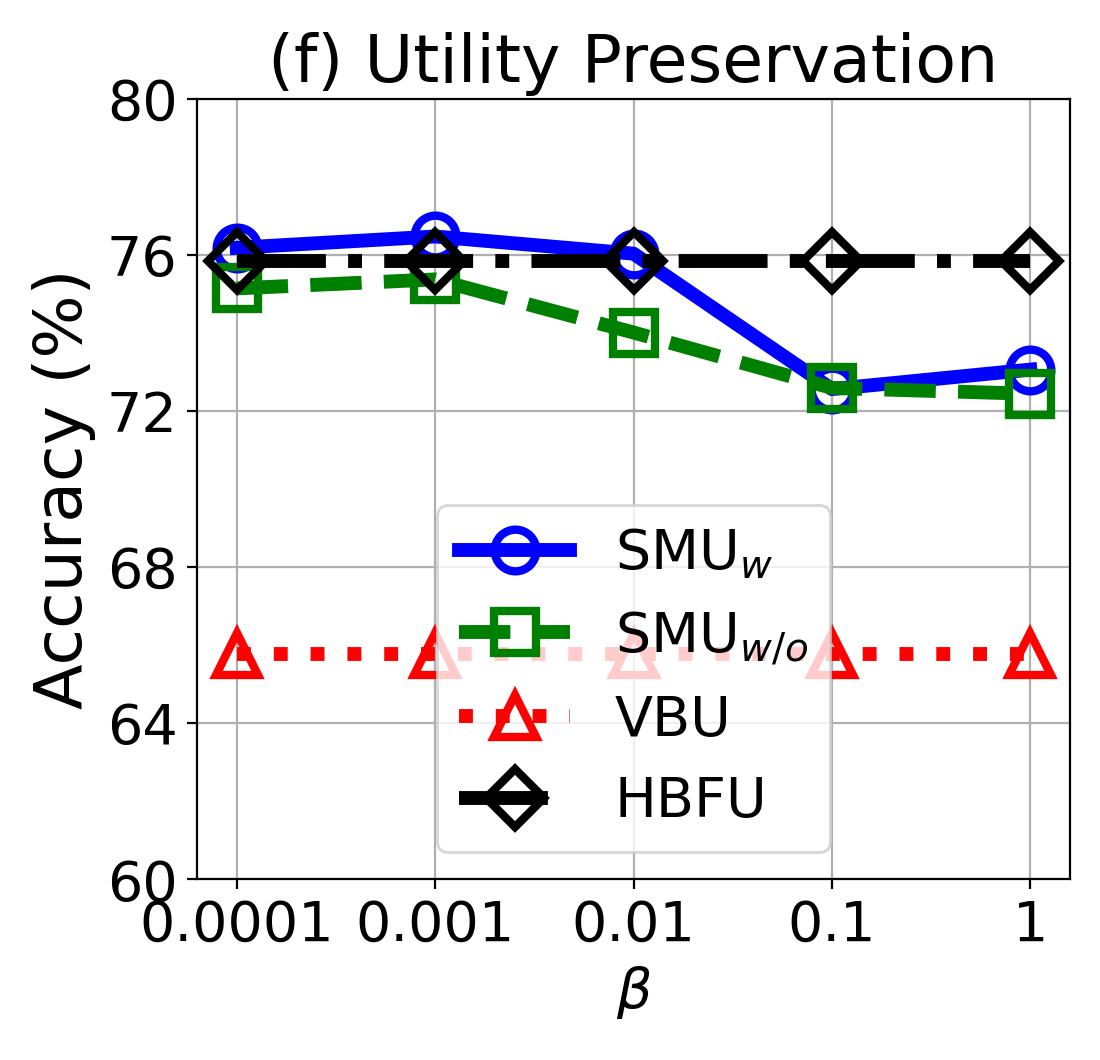 (f) Utility Preservation
Accuracy (%)
80
76
72
68
64
60
0.0001 0.001 0.01 0.1 1
β
SMU_w
SMU_w/o
VBU
HBFU